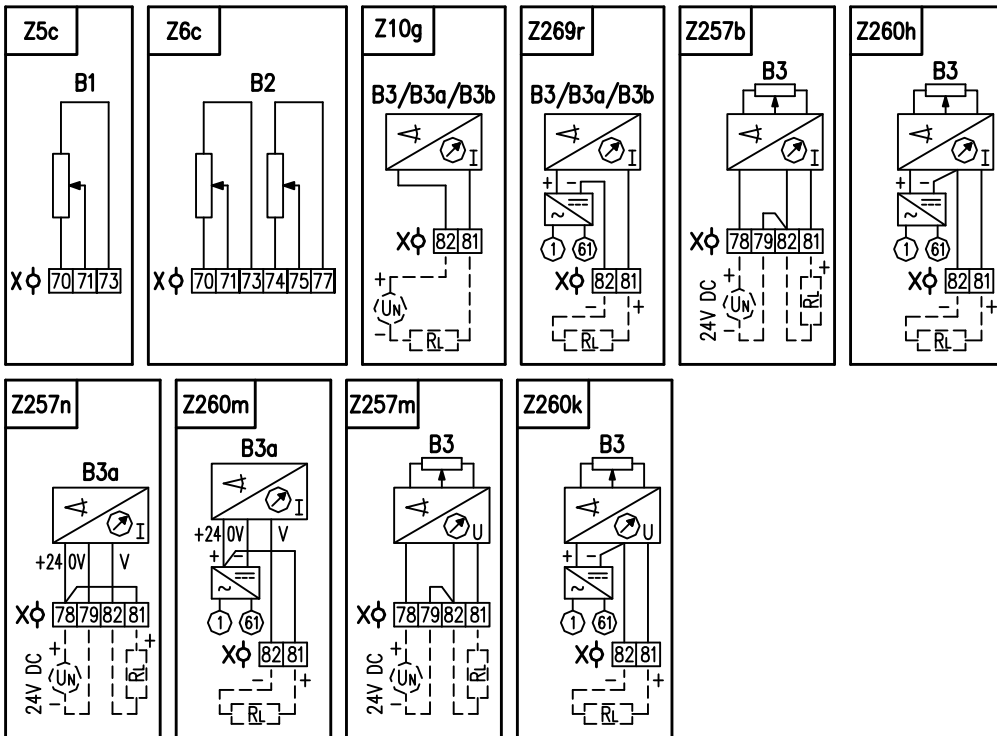 Z5c
B1
X 70 71 73
Z6c
B2
X 70 71 73 74 75 77
Z10g
B3/B3a/B3b
I
X 82 81
+
UN
-
RL
Z269r
B3/B3a/B3b
I
+ -
~
1 61
X 82 81
- +
RL
Z257b
B3
I
X 78 79 82 81
24V DC
+ +
UN RL
-
Z260h
B3
I
+ -
~
1 61
X 82 81
- +
RL
Z257n
B3a
I
+24 0V V
X 78 79 82 81
24V DC
+ +
UN RL
-
Z260m
B3a
I
+24 0V V
+ -
~
1 61
X 82 81
- +
RL
Z257m
B3
U
X 78 79 82 81
24V DC
+ +
UN RL
-
Z260k
B3
U
+ -
~
1 61
X 82 81
- +
RL